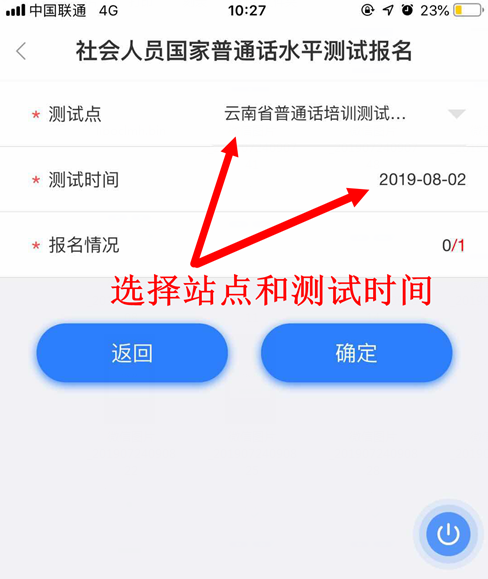 中国联通 4G 10:27 23%
社会人员国家普通话水平测试报名
* 测试点 云南省普通话培训测试...
* 测试时间 2019-08-02
* 报名情况 0/1
选择站点和测试时间
返回 确定